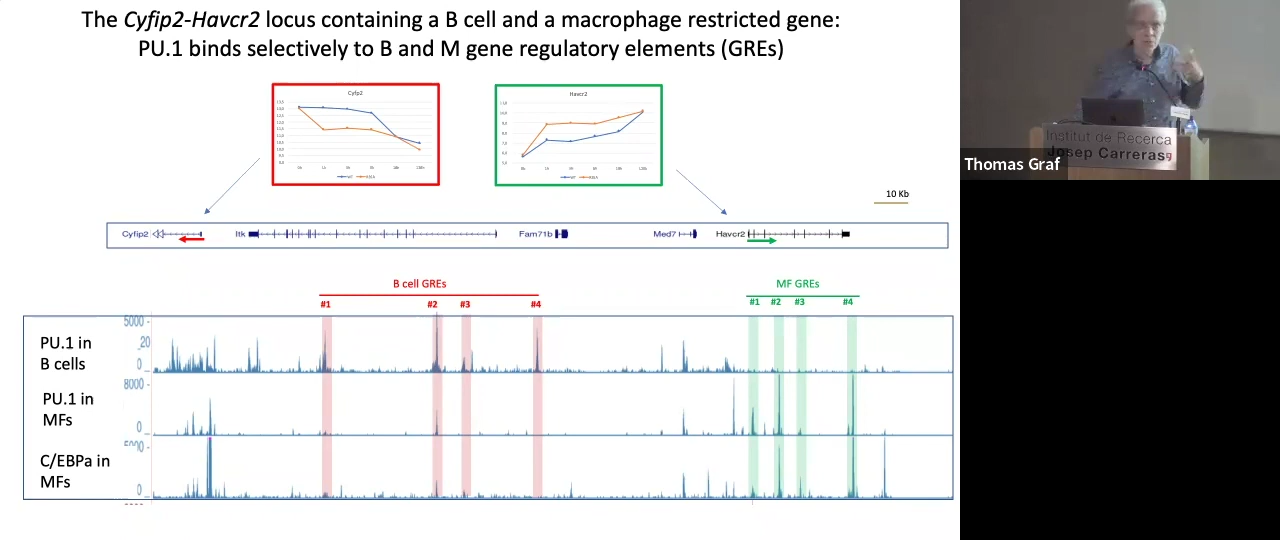 The Cyfip2-Havcr2 locus containing a B cell and a macrophage restricted gene:
PU.1 binds selectively to B and M gene regulatory elements (GREs)
Cyfip2
Havcr2
10 Kb
Cyfip2
Itk
Fam71b
Med7
Havcr2
B cell GREs
MF GREs
#1
#2
#3
#4
#1
#2
#3
#4
PU.1 in
B cells
5000
20
0
PU.1 in
MFs
8000
0
C/EBPa in
MFs
0
Institut de Recerca
Josep Carreras
Thomas Graf